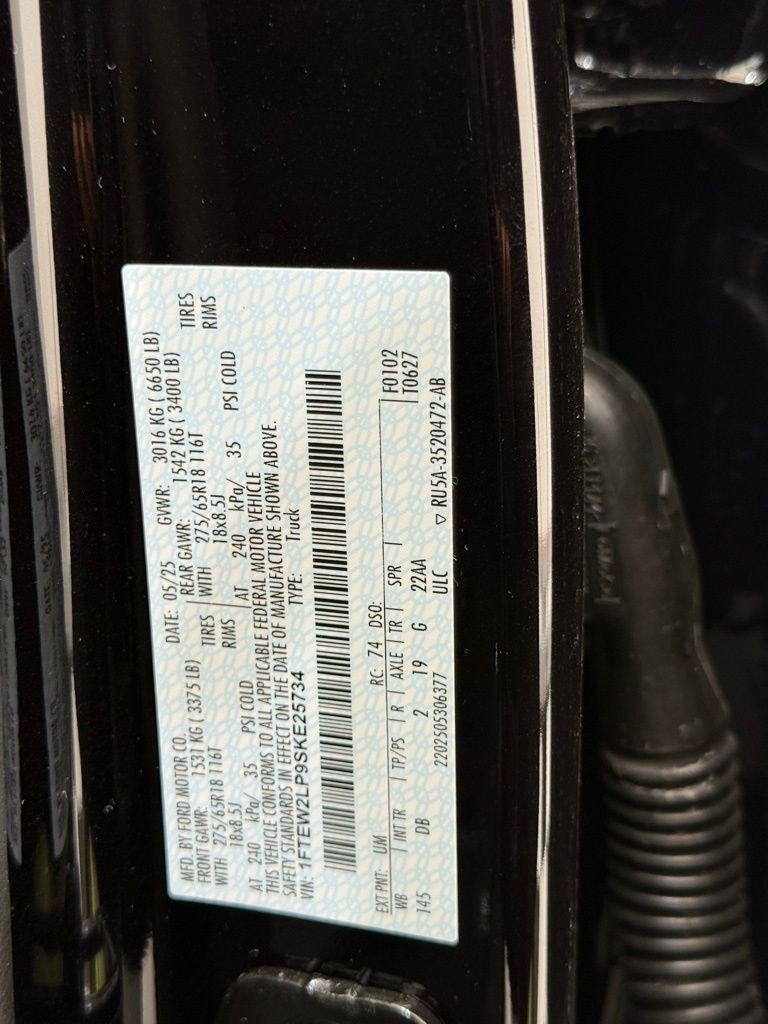 MFD. BY FORD MOTOR CO. DATE: 05/25 GVWR: 3016 KG ( 6650 LB)
FRONT GAWR: 1531 KG ( 3375 LB) REAR GAWR: 1542 KG ( 3400 LB)
WITH 275/65R18 116T TIRES WITH 275/65R18 116T TIRES
18x8.5J RIMS 18x8.5J RIMS
AT 240 kPa/ 35 PSI COLD AT 240 kPa/ 35 PSI COLD
THIS VEHICLE CONFORMS TO ALL APPLICABLE FEDERAL MOTOR VEHICLE
SAFETY STANDARDS IN EFFECT ON THE DATE OF MANUFACTURE SHOWN ABOVE.
VIN: 1FTEW2LP9SKE25734 TYPE: Truck
EXT PNT: UM RC: 74 DSO: F0102
WB INT TR TP/PS R AXLE TR SPR T0627
145 DB 2 19 G 22AA
2202505306377 ULC ▽ RU5A-3520472-AB